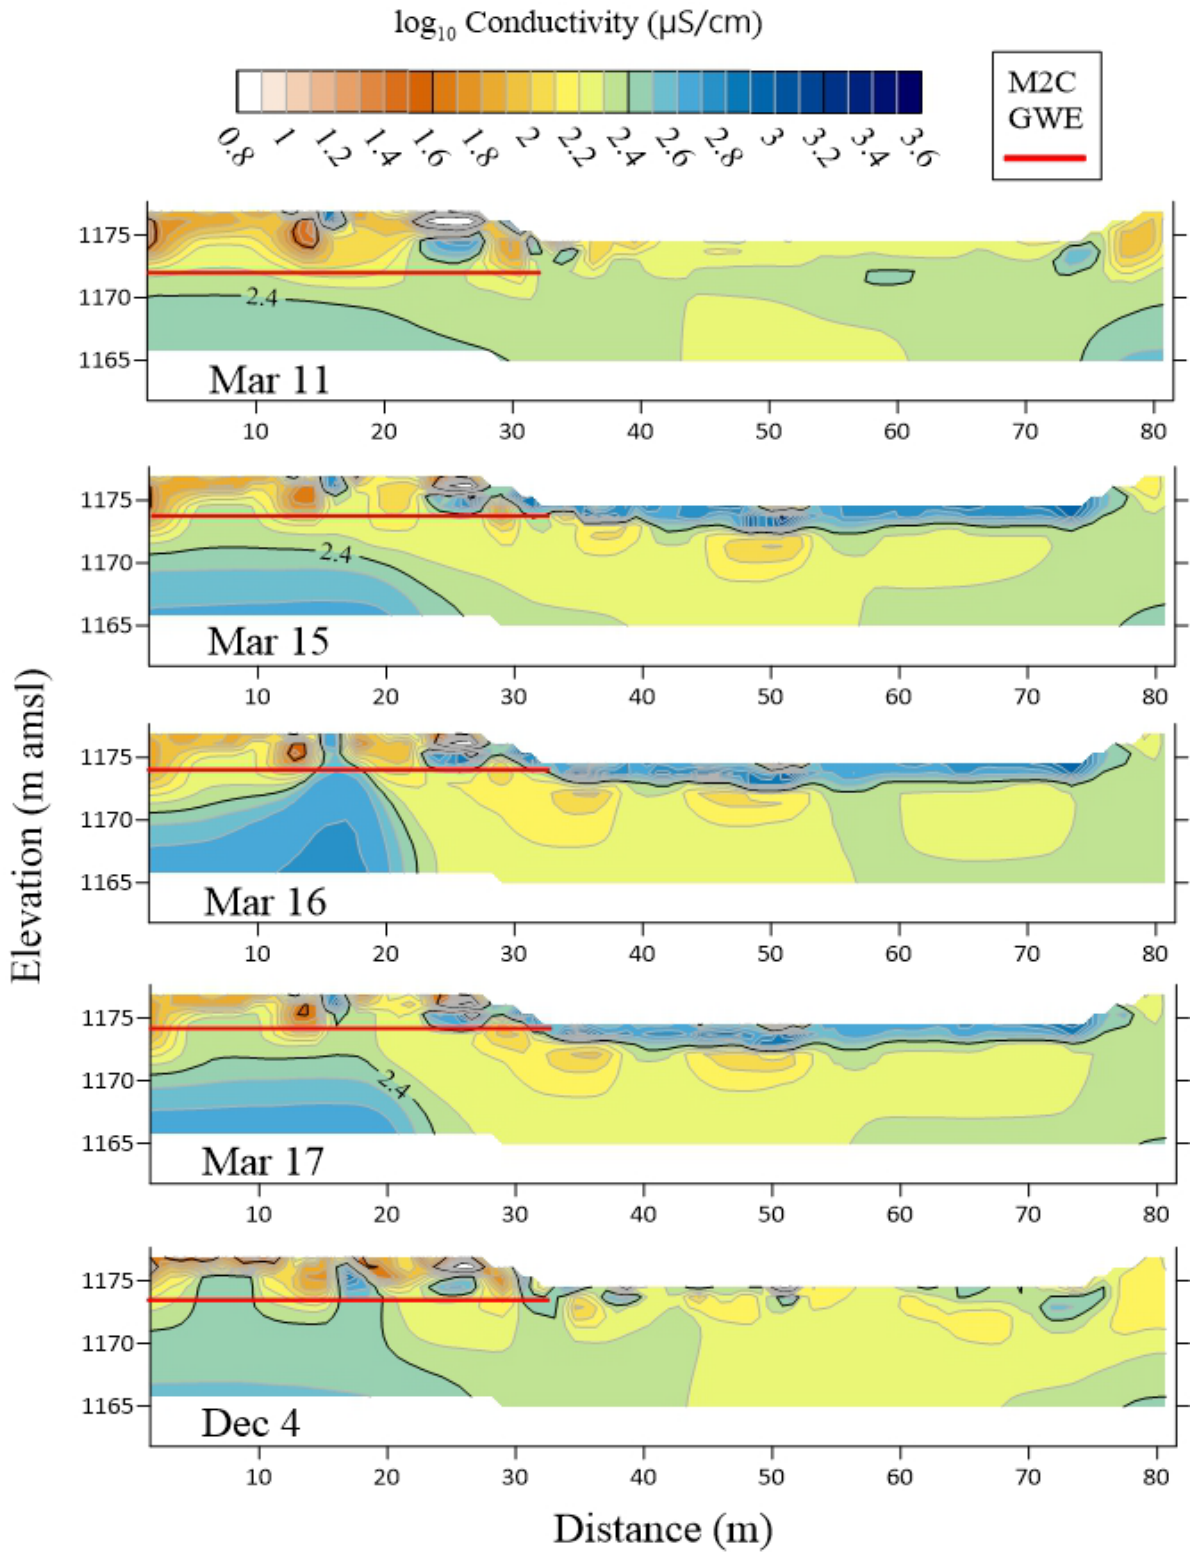 log10 Conductivity (µS/cm)
0.8 1 1.2 1.4 1.6 1.8 2 2.2 2.4 2.6 2.8 3 3.2 3.4 3.6
M2C
GWE
1175
1170
1165
2.4
Mar 11
10 20 30 40 50 60 70 80
1175
1170
1165
2.4
Mar 15
10 20 30 40 50 60 70 80
1175
1170
1165
Mar 16
10 20 30 40 50 60 70 80
1175
1170
1165
2.4
Mar 17
10 20 30 40 50 60 70 80
1175
1170
1165
Dec 4
10 20 30 40 50 60 70 80
Elevation (m amsl)
Distance (m)